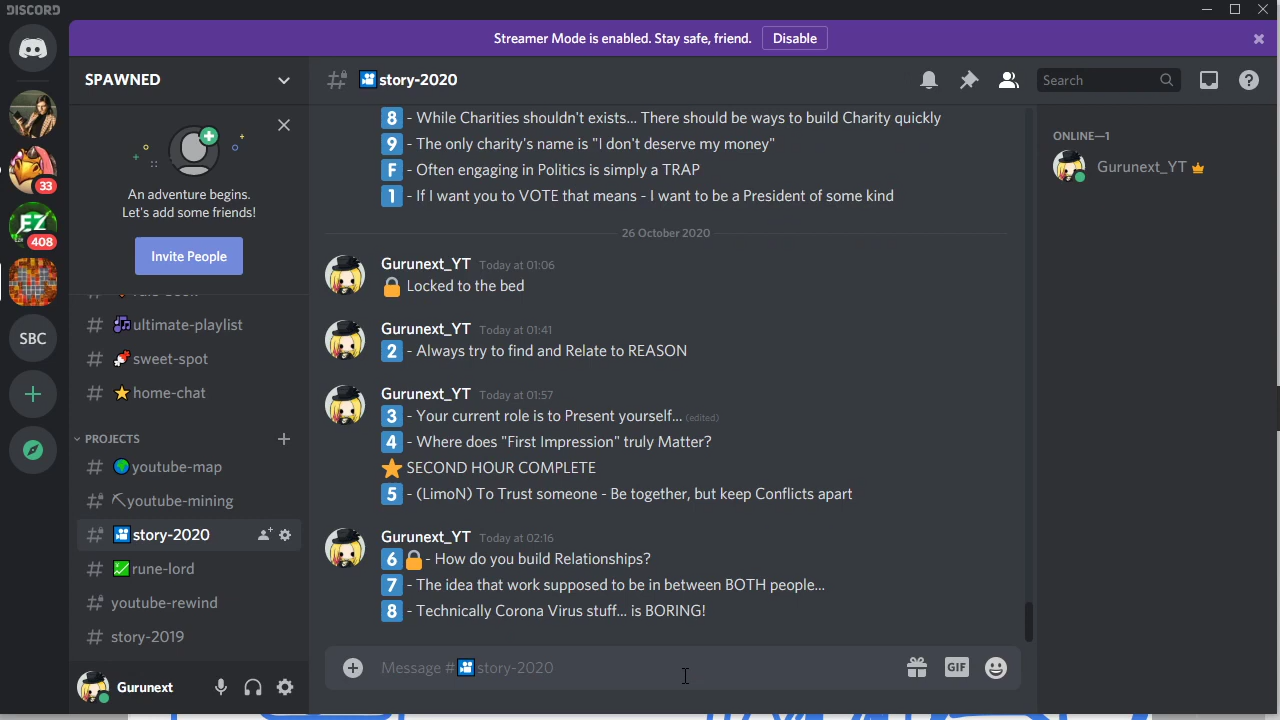 DISCORD
Streamer Mode is enabled. Stay safe, friend. Disable
33
EZ
408
SBC
SPAWNED
An adventure begins.
Let's add some friends!
Invite People
ultimate-playlist
sweet-spot
home-chat
PROJECTS
youtube-map
youtube-mining
story-2020
rune-lord
youtube-rewind
story-2019
Gurunext
story-2020
Search
8 - While Charities shouldn't exists... There should be ways to build Charity quickly
9 - The only charity's name is "I don't deserve my money"
F - Often engaging in Politics is simply a TRAP
1 - If I want you to VOTE that means - I want to be a President of some kind
26 October 2020
Gurunext_YT Today at 01:06
🔒 Locked to the bed
Gurunext_YT Today at 01:41
2 - Always try to find and Relate to REASON
Gurunext_YT Today at 01:57
3 - Your current role is to Present yourself... (edited)
4 - Where does "First Impression" truly Matter?
⭐ SECOND HOUR COMPLETE
5 - (LimoN) To Trust someone - Be together, but keep Conflicts apart
Gurunext_YT Today at 02:16
6 🔒 - How do you build Relationships?
7 - The idea that work supposed to be in between BOTH people...
8 - Technically Corona Virus stuff... is BORING!
Message #🎦story-2020
GIF
ONLINE—1
Gurunext_YT